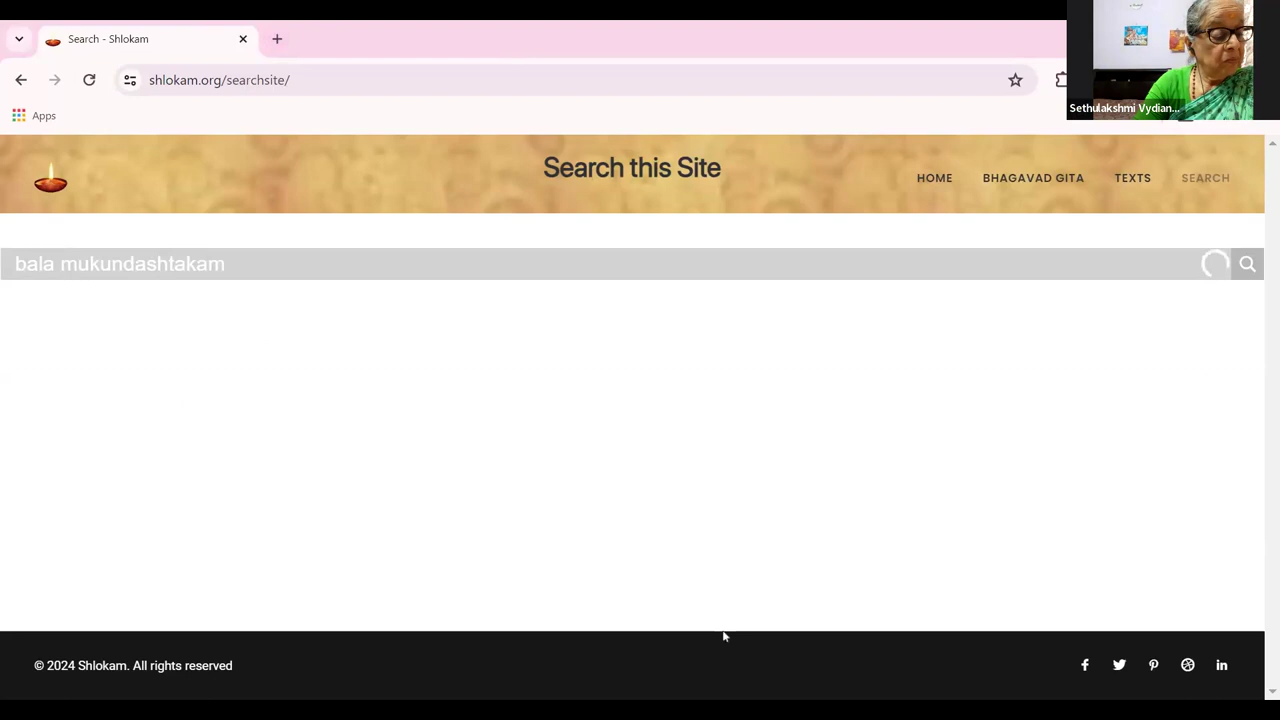 Search - Shlokam
shlokam.org/searchsite/
Apps
Sethulakshmi Vydian...
Search this Site
HOME
BHAGAVAD GITA
TEXTS
SEARCH
bala mukundashtakam
© 2024 Shlokam. All rights reserved